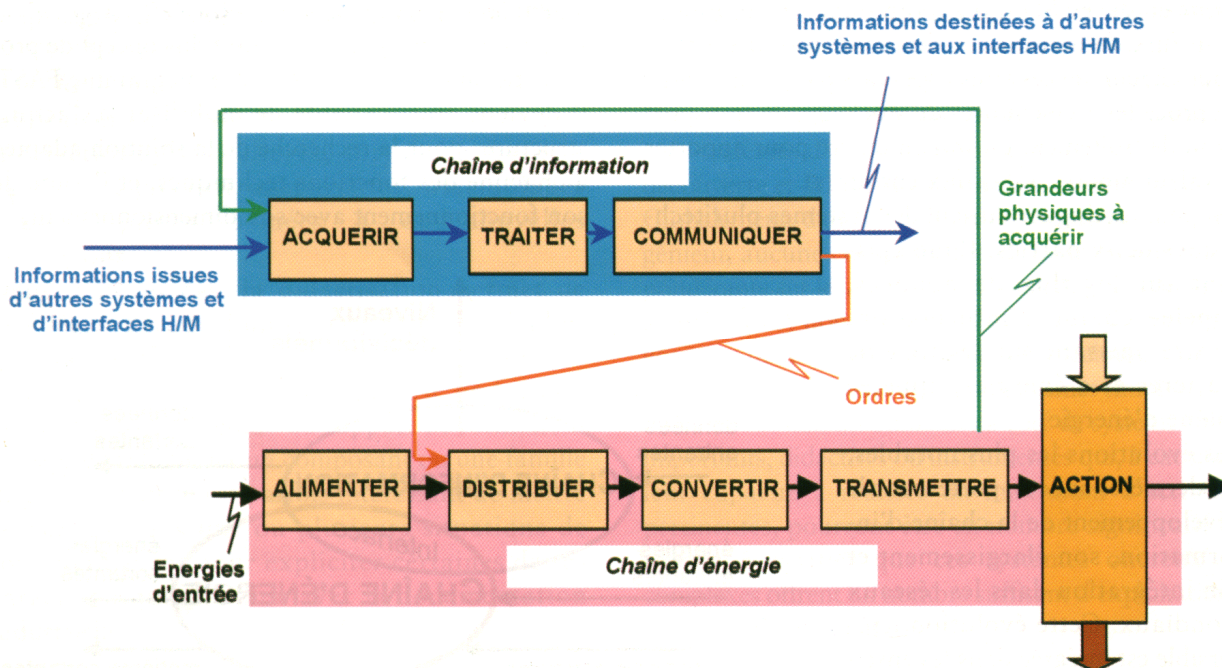 Informations destinées à d'autres
systèmes et aux interfaces H/M
Chaîne d'information
ACQUERIR
TRAITER
COMMUNIQUER
Grandeurs
physiques à
acquérir
Informations issues
d'autres systèmes et
d'interfaces H/M
Ordres
ALIMENTER
DISTRIBUER
CONVERTIR
TRANSMETTRE
ACTION
Chaîne d'énergie
Energies
d'entrée